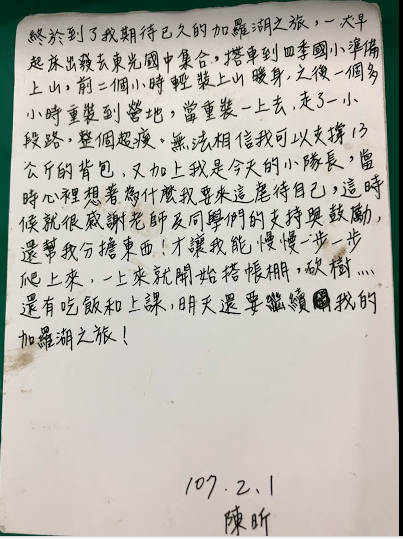 終於到了我期待已久的加羅湖之旅，一大早
起床出發去東光國中集合，搭車到四季國小準備
上山，前二個小時輕裝上山暖身，之後一個多
小時重裝到營地，當重裝一上去，走了一小
段路，整個超瘦。無法相信我可以支撐13
公斤的背包，又加上我是今天的小隊長，當
時心裡想著為什麼我要來這虐待自己，這時
候就很感謝老師及同學們的支持與鼓勵，
還幫我分擔東西！才讓我能慢慢一步一步
爬上來，一上來就開始搭帳棚，砍樹....
還有吃飯和上課，明天還要繼續我的
加羅湖之旅！
107.2.1
陳昕